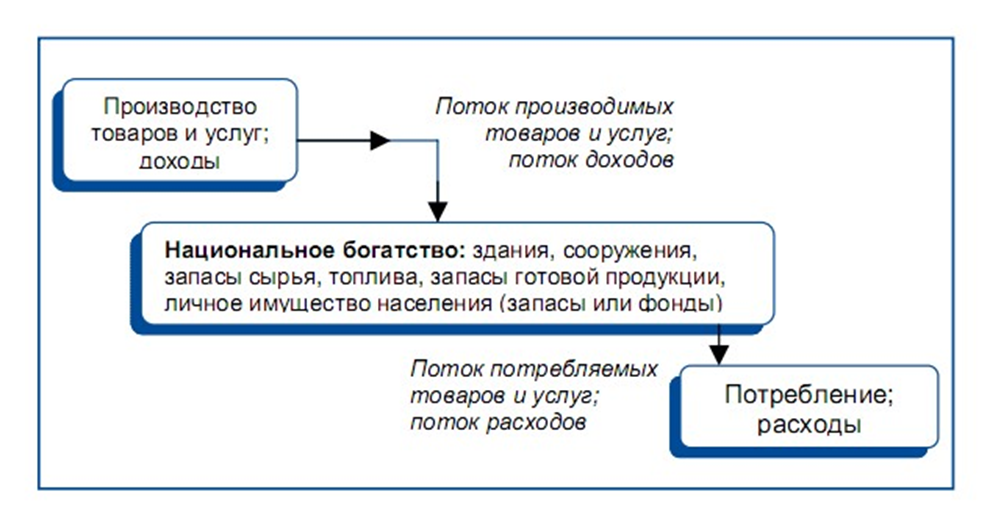 Производство
товаров и услуг;
доходы
Поток производимых
товаров и услуг;
поток доходов
Национальное богатство: здания, сооружения,
запасы сырья, топлива, запасы готовой продукции,
личное имущество населения (запасы или фонды)
Поток потребляемых
товаров и услуг;
поток расходов
Потребление;
расходы